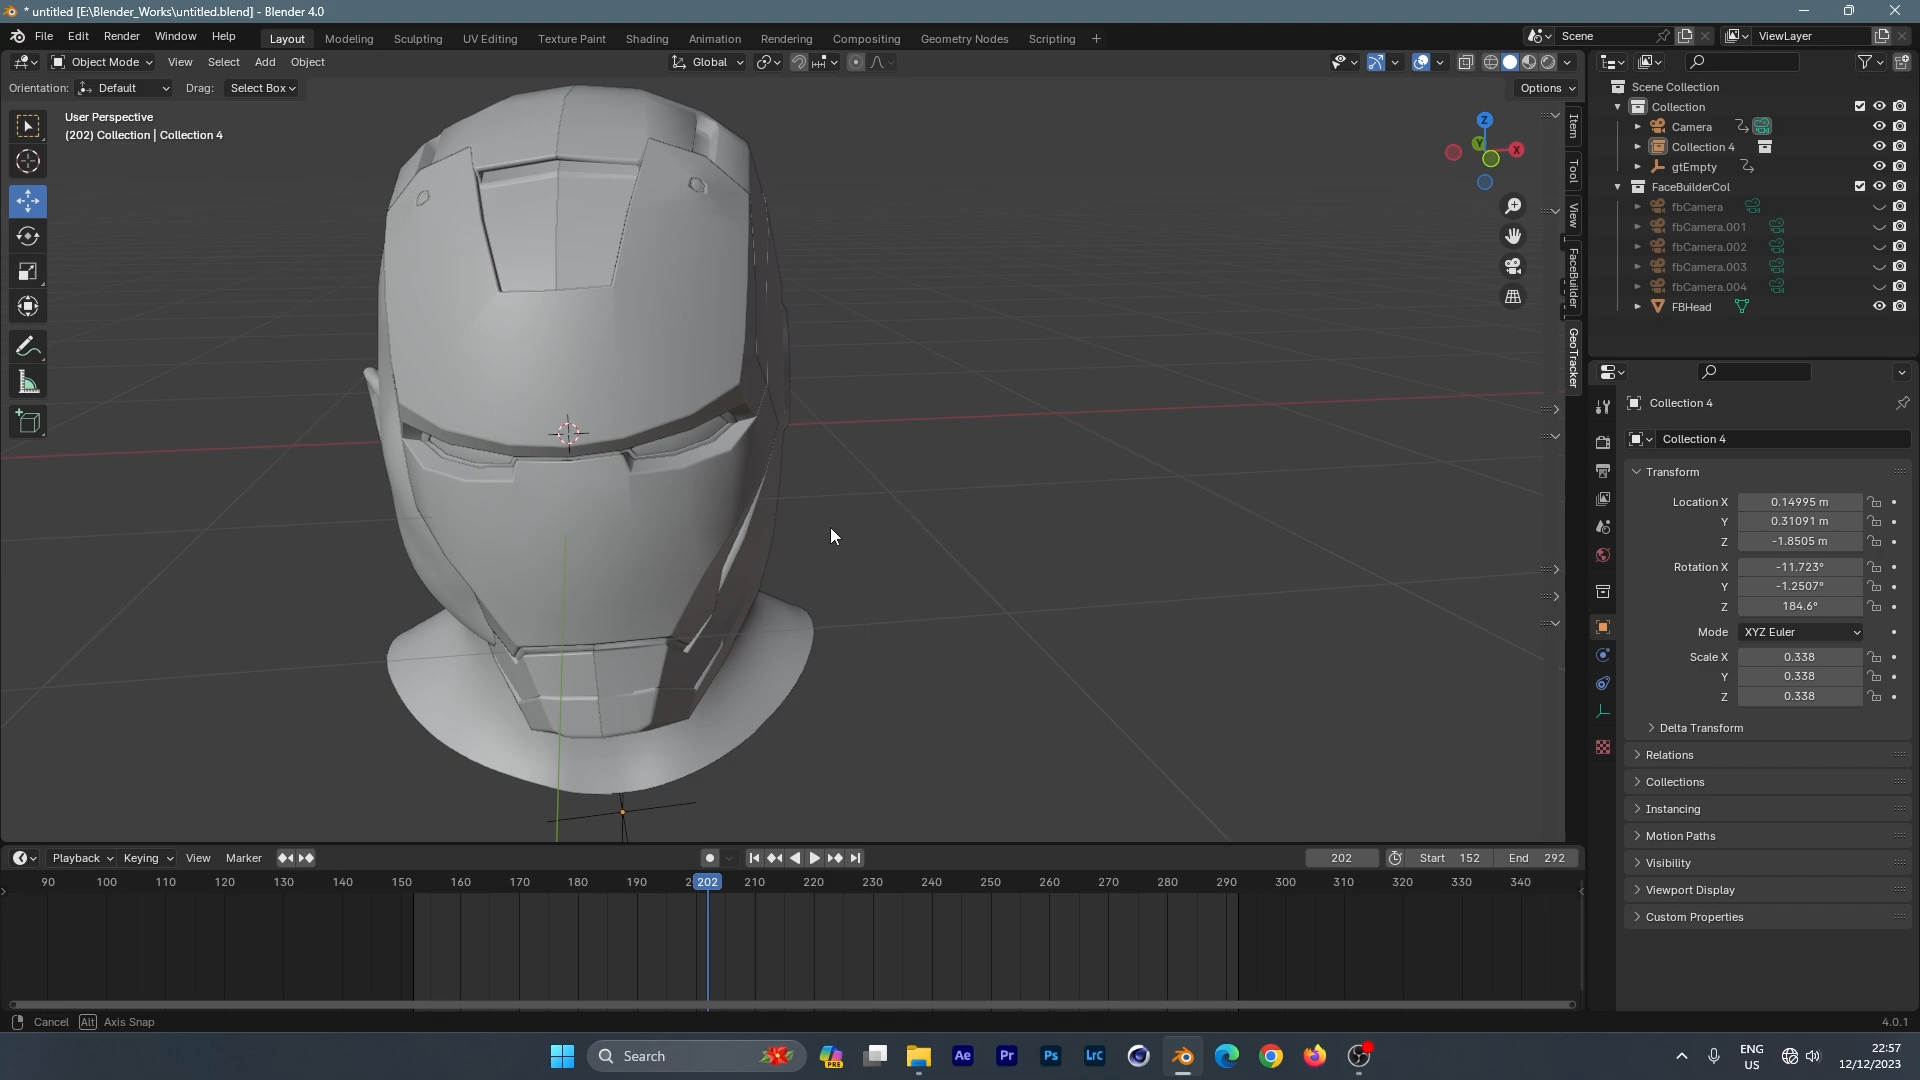 * untitled [E:\Blender_Works\untitled.blend] - Blender 4.0
File Edit Render Window Help
Layout Modeling Sculpting UV Editing Texture Paint Shading Animation Rendering Compositing Geometry Nodes Scripting +
Scene
ViewLayer
Object Mode View Select Add Object
Global
Orientation: Default Drag: Select Box
Options
User Perspective
(202) Collection | Collection 4
Z
Y
X
Item
Tool
View
FaceBuilder
GeoTracker
Scene Collection
Collection
Camera
Collection 4
gtEmpty
FaceBuilderCol
fbCamera
fbCamera.001
fbCamera.002
fbCamera.003
fbCamera.004
FBHead
Collection 4
Collection 4
Transform
Location X 0.14995 m
Y 0.31091 m
Z -1.8505 m
Rotation X -11.723°
Y -1.2507°
Z 184.6°
Mode XYZ Euler
Scale X 0.338
Y 0.338
Z 0.338
Delta Transform
Relations
Collections
Instancing
Motion Paths
Visibility
Viewport Display
Custom Properties
Playback Keying View Marker
202
Start 152 End 292
90 100 110 120 130 140 150 160 170 180 190 2 202 210 220 230 240 250 260 270 280 290 300 310 320 330 340
Cancel Alt Axis Snap
4.0.1
Search
PRE
Ae
Pr
Ps
LrC
ENG
US
22:57
12/12/2023